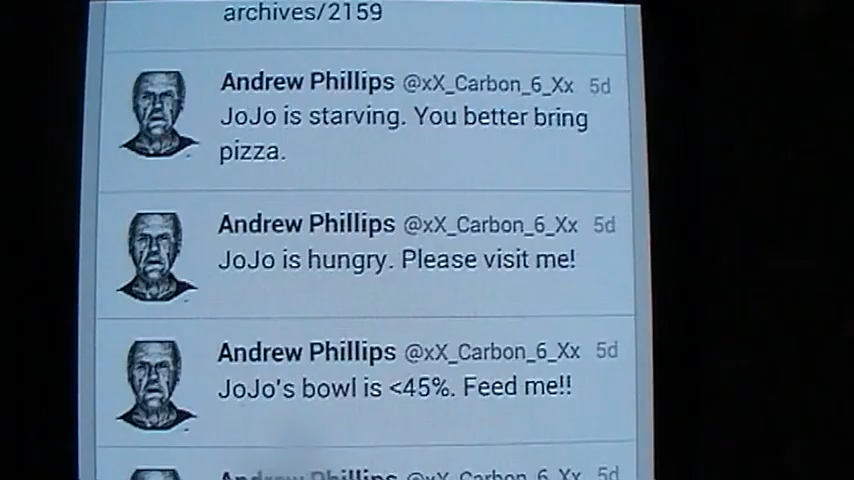 archives/2159
Andrew Phillips @xX_Carbon_6_Xx 5d
JoJo is starving. You better bring
pizza.
Andrew Phillips @xX_Carbon_6_Xx 5d
JoJo is hungry. Please visit me!
Andrew Phillips @xX_Carbon_6_Xx 5d
JoJo's bowl is <45%. Feed me!!
Andrew Phillips @xX_Carbon_6_Xx 5d